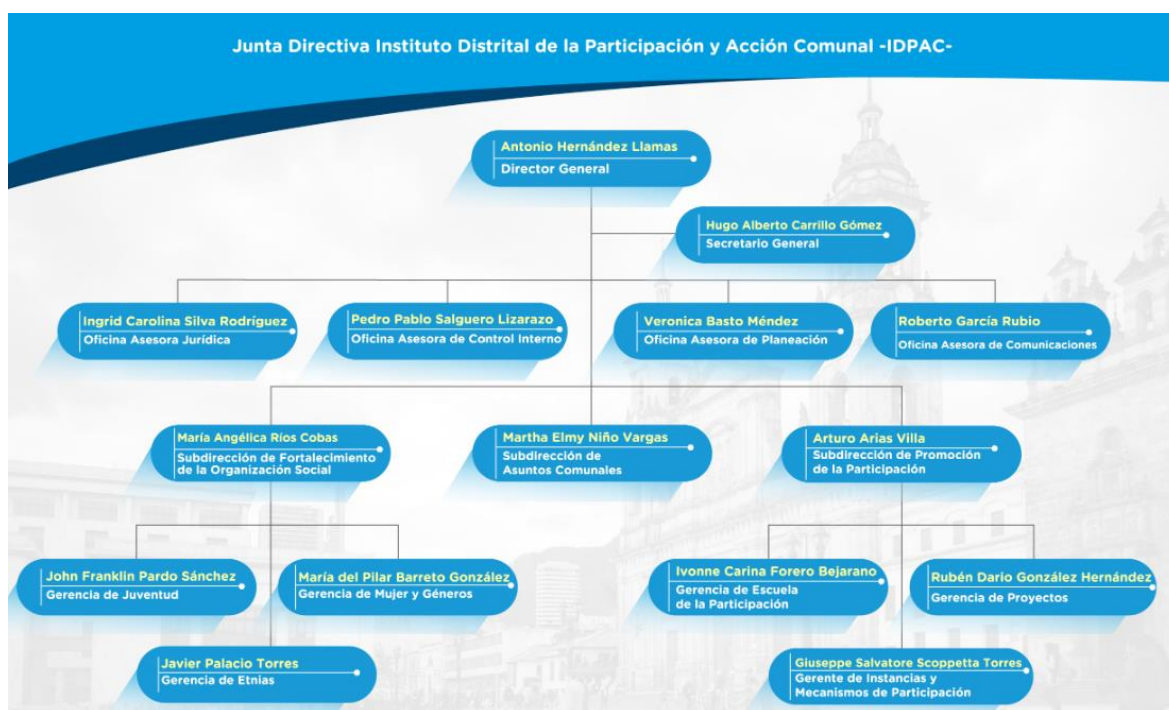 Junta Directiva Instituto Distrital de la Participación y Acción Comunal -IDPAC-
Antonio Hernández Llamas
Director General
Hugo Alberto Carrillo Gómez
Secretario General
Ingrid Carolina Silva Rodríguez
Oficina Asesora Jurídica
Pedro Pablo Salguero Lizarazo
Oficina Asesora de Control Interno
Veronica Basto Méndez
Oficina Asesora de Planeación
Roberto García Rubio
Oficina Asesora de Comunicaciones
María Angélica Ríos Cobas
Subdirección de Fortalecimiento
de la Organización Social
Martha Elmy Niño Vargas
Subdirección de
Asuntos Comunales
Arturo Arias Villa
Subdirección de Promoción
de la Participación
John Franklin Pardo Sánchez
Gerencia de Juventud
María del Pilar Barreto González
Gerencia de Mujer y Géneros
Ivonne Carina Forero Bejarano
Gerencia de Escuela
de la Participación
Rubén Dario González Hernández
Gerencia de Proyectos
Javier Palacio Torres
Gerencia de Etnias
Giuseppe Salvatore Scoppetta Torres
Gerente de Instancias y
Mecanismos de Participación